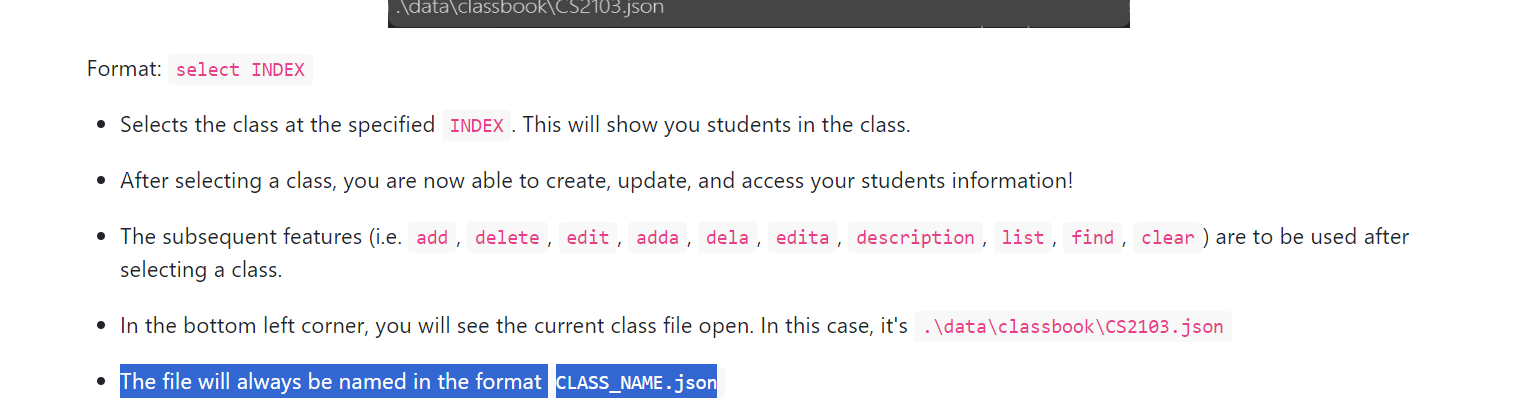 .\data\classbook\CS2103.json
Format: select INDEX
Selects the class at the specified INDEX. This will show you students in the class.
After selecting a class, you are now able to create, update, and access your students information!
The subsequent features (i.e. add, delete, edit, adda, dela, edita, description, list, find, clear) are to be used after
selecting a class.
In the bottom left corner, you will see the current class file open. In this case, it's .\data\classbook\CS2103.json
The file will always be named in the format CLASS_NAME.json